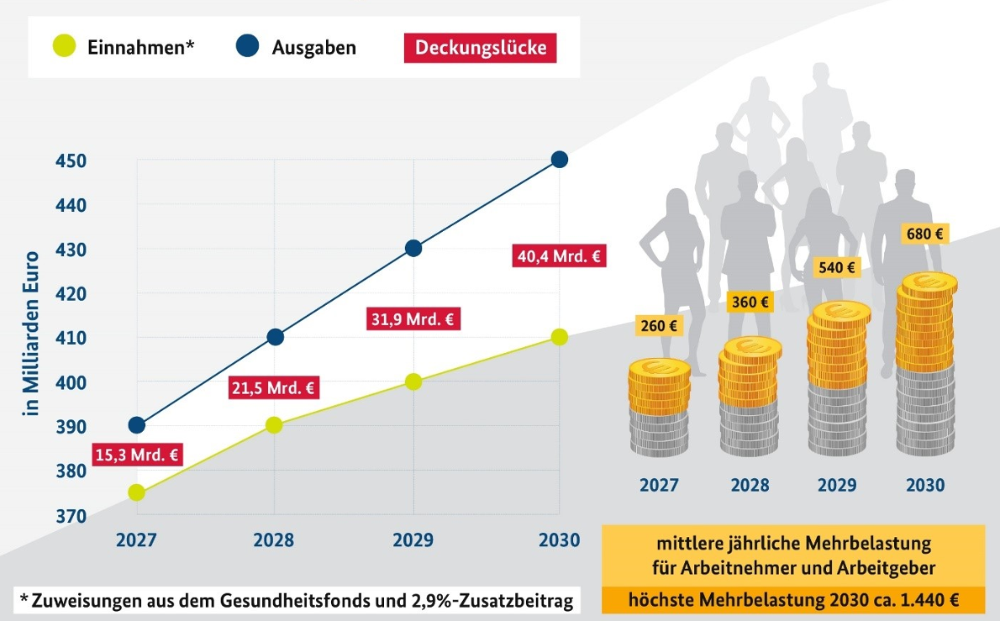 Einnahmen*
Ausgaben
Deckungslücke
in Milliarden Euro
450
440
430
420
410
400
390
380
370
15,3 Mrd. €
21,5 Mrd. €
31,9 Mrd. €
40,4 Mrd. €
2027 2028 2029 2030
* Zuweisungen aus dem Gesundheitsfonds und 2,9%-Zusatzbeitrag
260 €
360 €
540 €
680 €
2027 2028 2029 2030
mittlere jährliche Mehrbelastung
für Arbeitnehmer und Arbeitgeber
höchste Mehrbelastung 2030 ca. 1.440 €